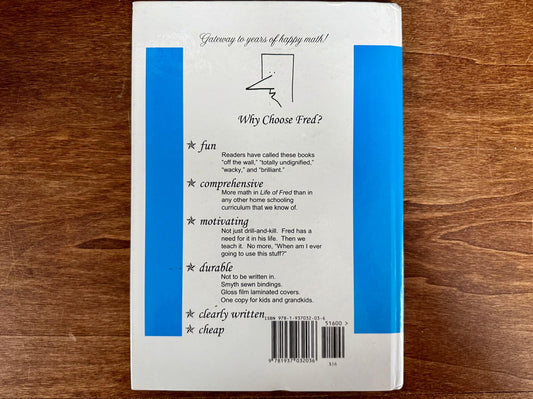 Gateway to years of happy math!
Why Choose Fred?
✯ fun
Readers have called these books
"off the wall," "totally undignified,"
"wacky," and "brilliant."
✯ comprehensive
More math in Life of Fred than in
any other home schooling
curriculum that we know of.
✯ motivating
Not just drill-and-kill. Fred has a
need for it in his life. Then we
teach it. No more, "When am I ever
going to use this stuff?"
✯ durable
Not to be written in.
Smyth sewn bindings.
Gloss film laminated covers.
One copy for kids and grandkids.
✯ clearly written
✯ cheap
ISBN 978-1-937032-03-6
51600 >
9 781937 032036
$16